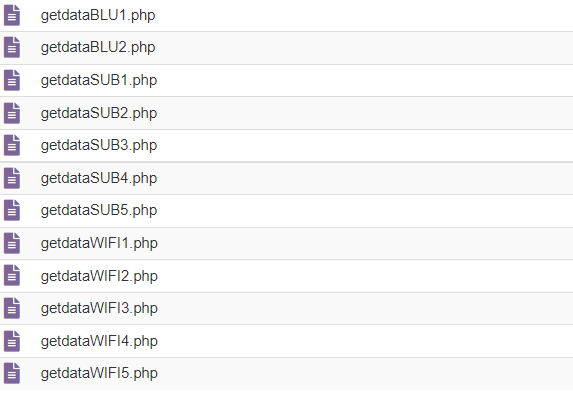 getdataBLU1.php
getdataBLU2.php
getdataSUB1.php
getdataSUB2.php
getdataSUB3.php
getdataSUB4.php
getdataSUB5.php
getdataWIFI1.php
getdataWIFI2.php
getdataWIFI3.php
getdataWIFI4.php
getdataWIFI5.php